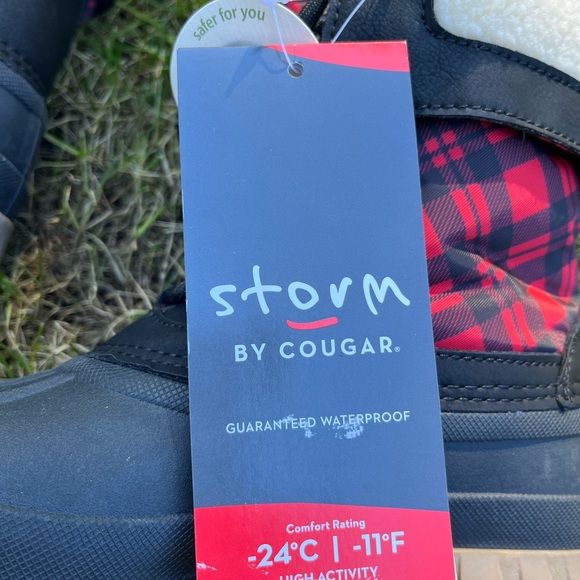 safer for you
storm
BY COUGAR®
GUARANTEED WATERPROOF
Comfort Rating
-24°C | -11°F
HIGH ACTIVITY